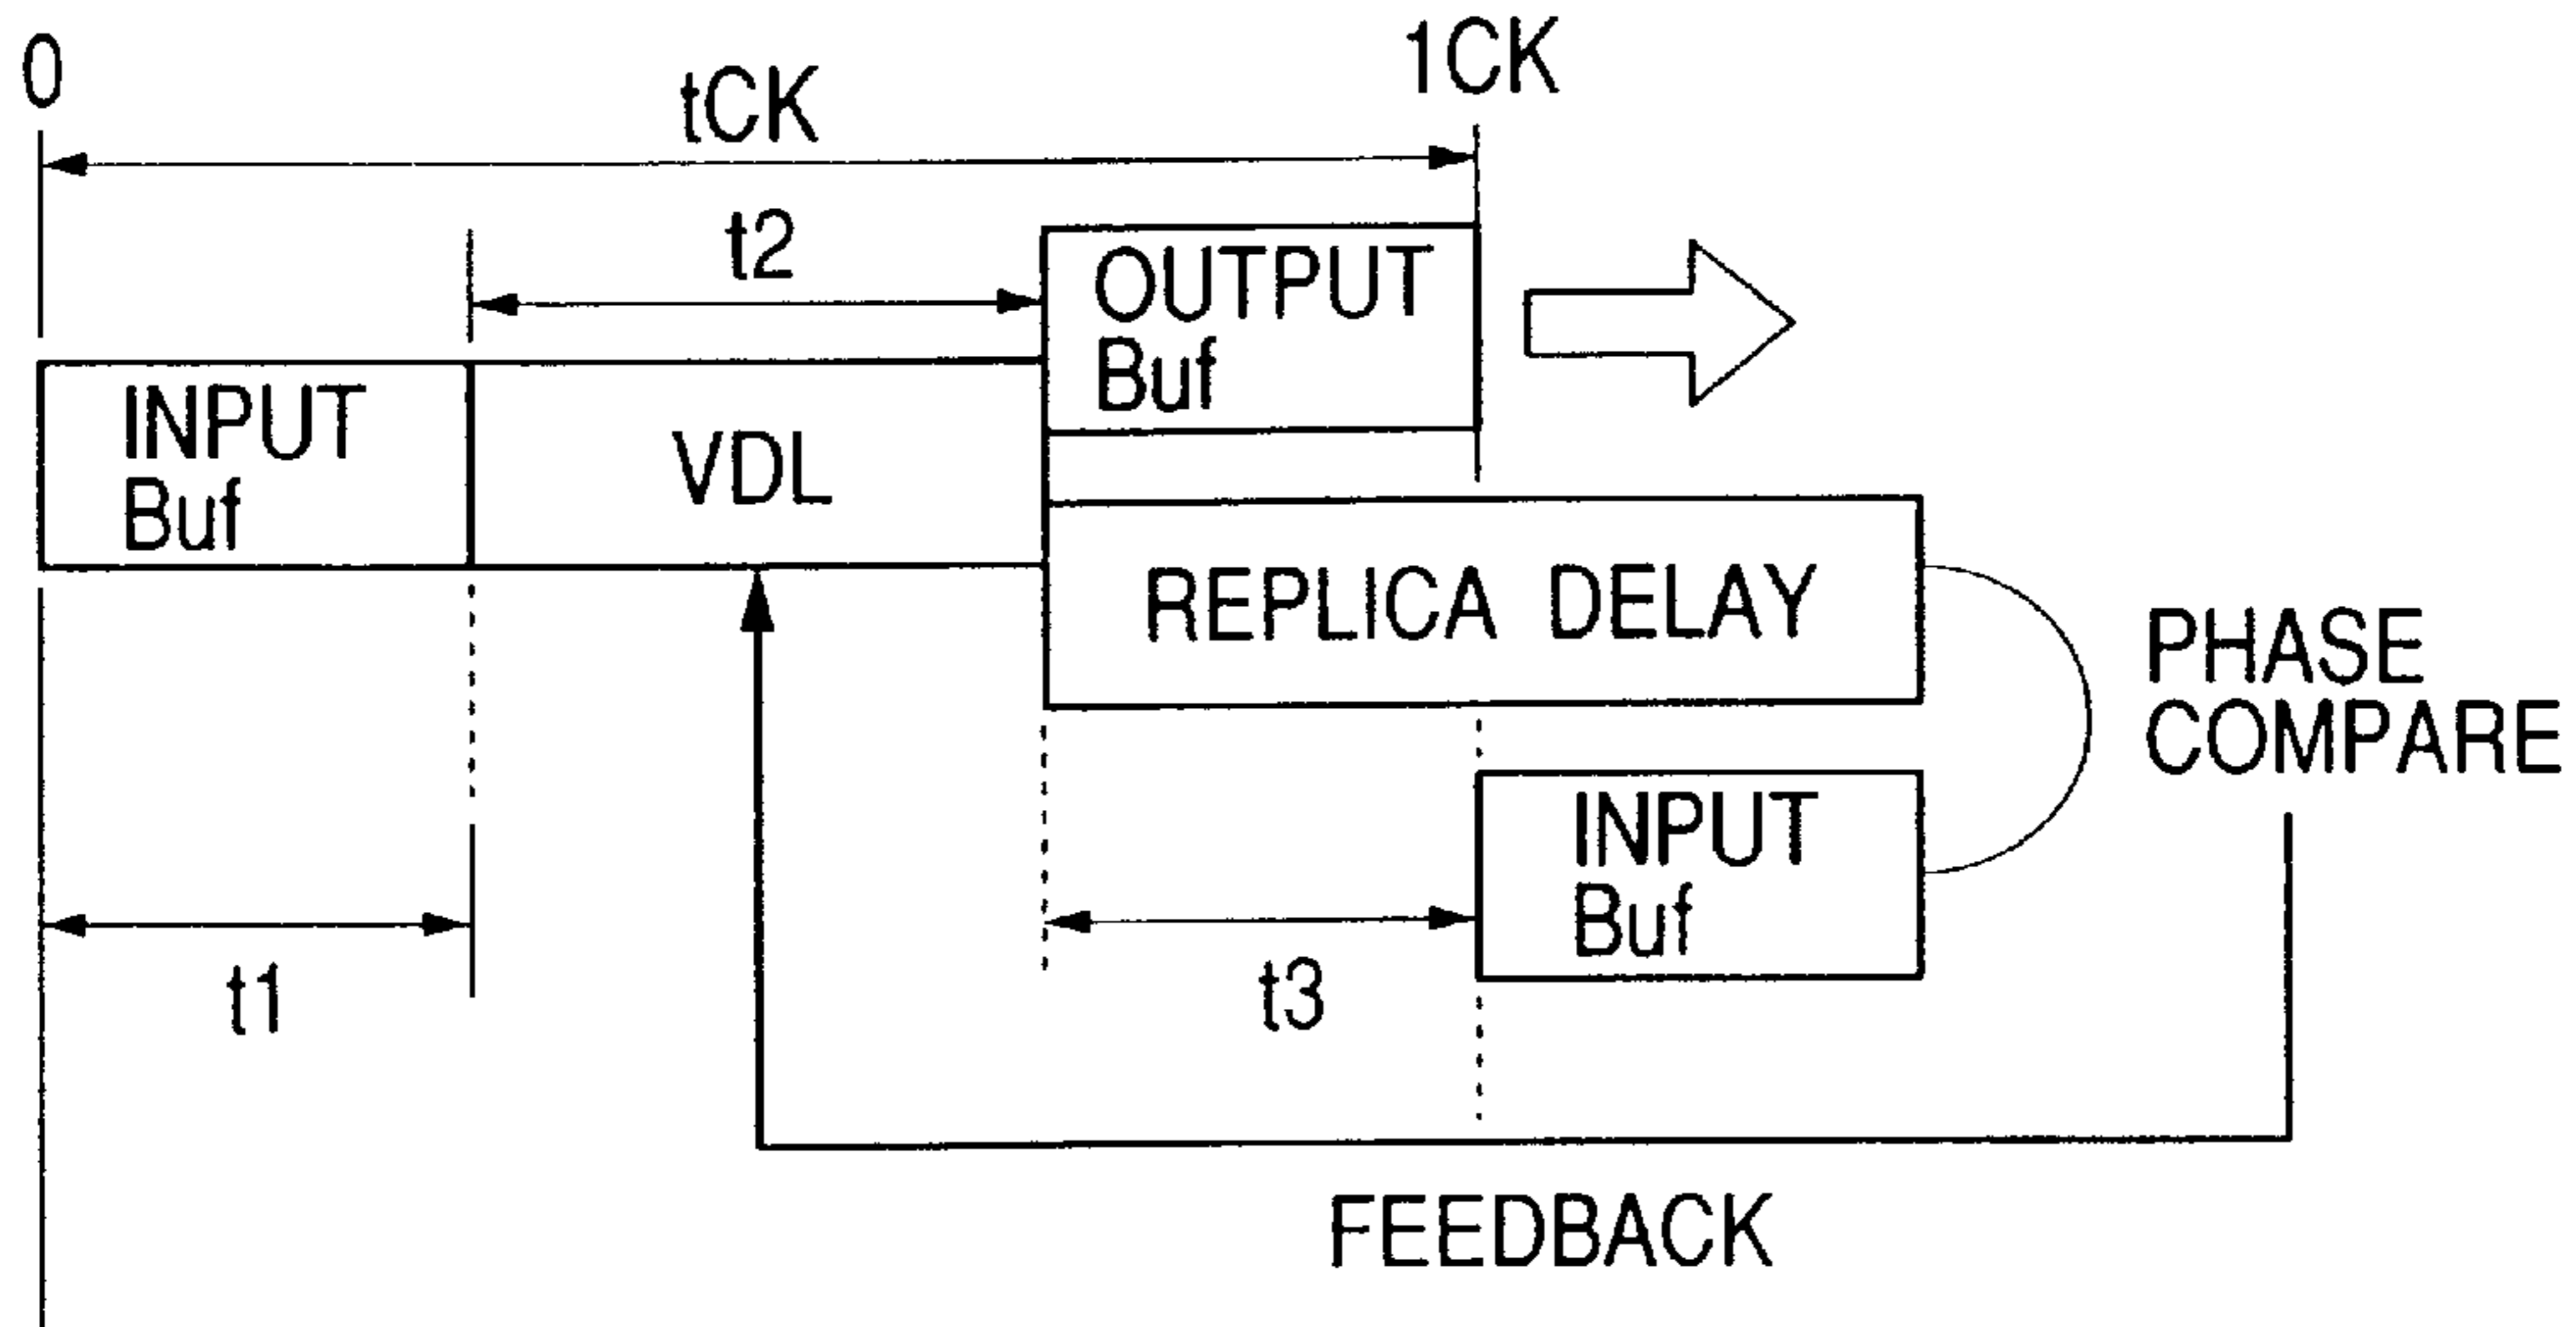 0
tCK
1CK
t2
OUTPUT
Buf
INPUT
Buf
VDL
REPLICA DELAY
PHASE
COMPARE
INPUT
Buf
t1
t3
FEEDBACK